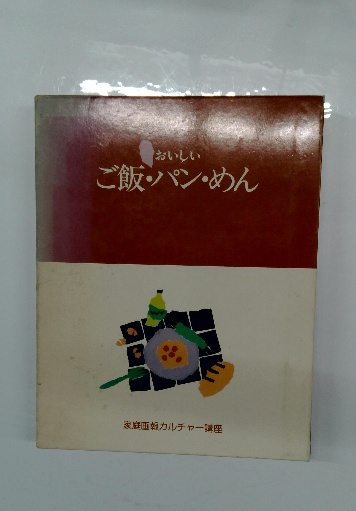 おいしい
ご飯・パン・めん
家庭画報カルチャー講座